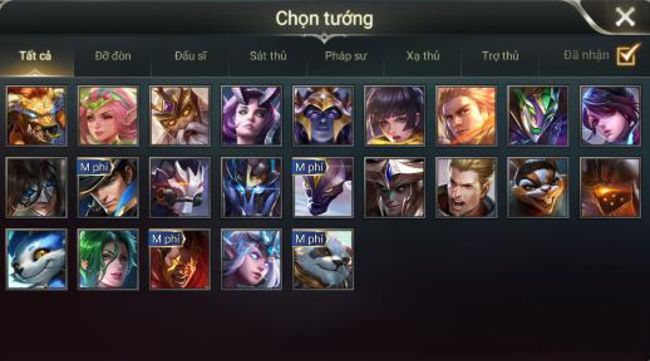 Chọn tướng
Tất cả Đỡ đòn Đấu sĩ Sát thủ Pháp sư Xạ thủ Trợ thủ Đã nhận
M phí M phí
M phí M phí